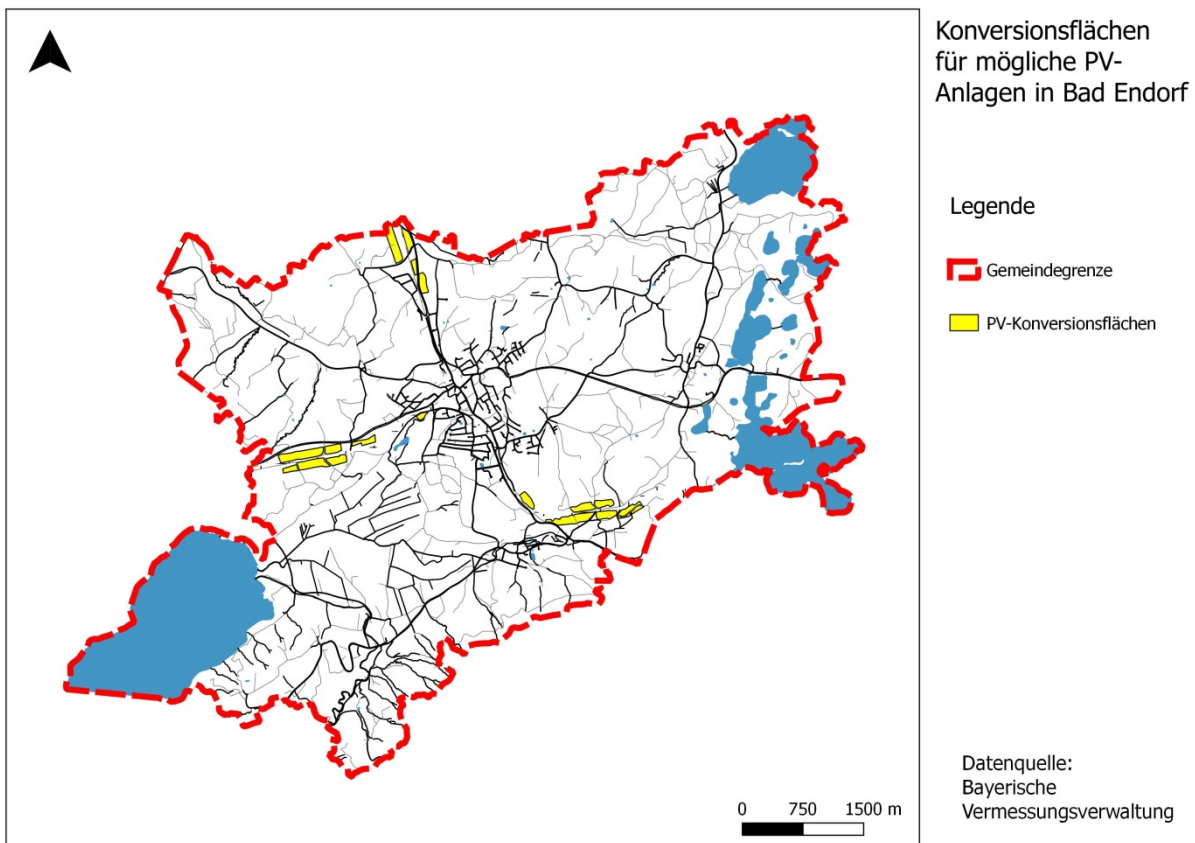 Konversionsflächen
für mögliche PV-
Anlagen in Bad Endorf
Legende
Gemeindegrenze
PV-Konversionsflächen
0 750 1500 m
Datenquelle:
Bayerische
Vermessungsverwaltung